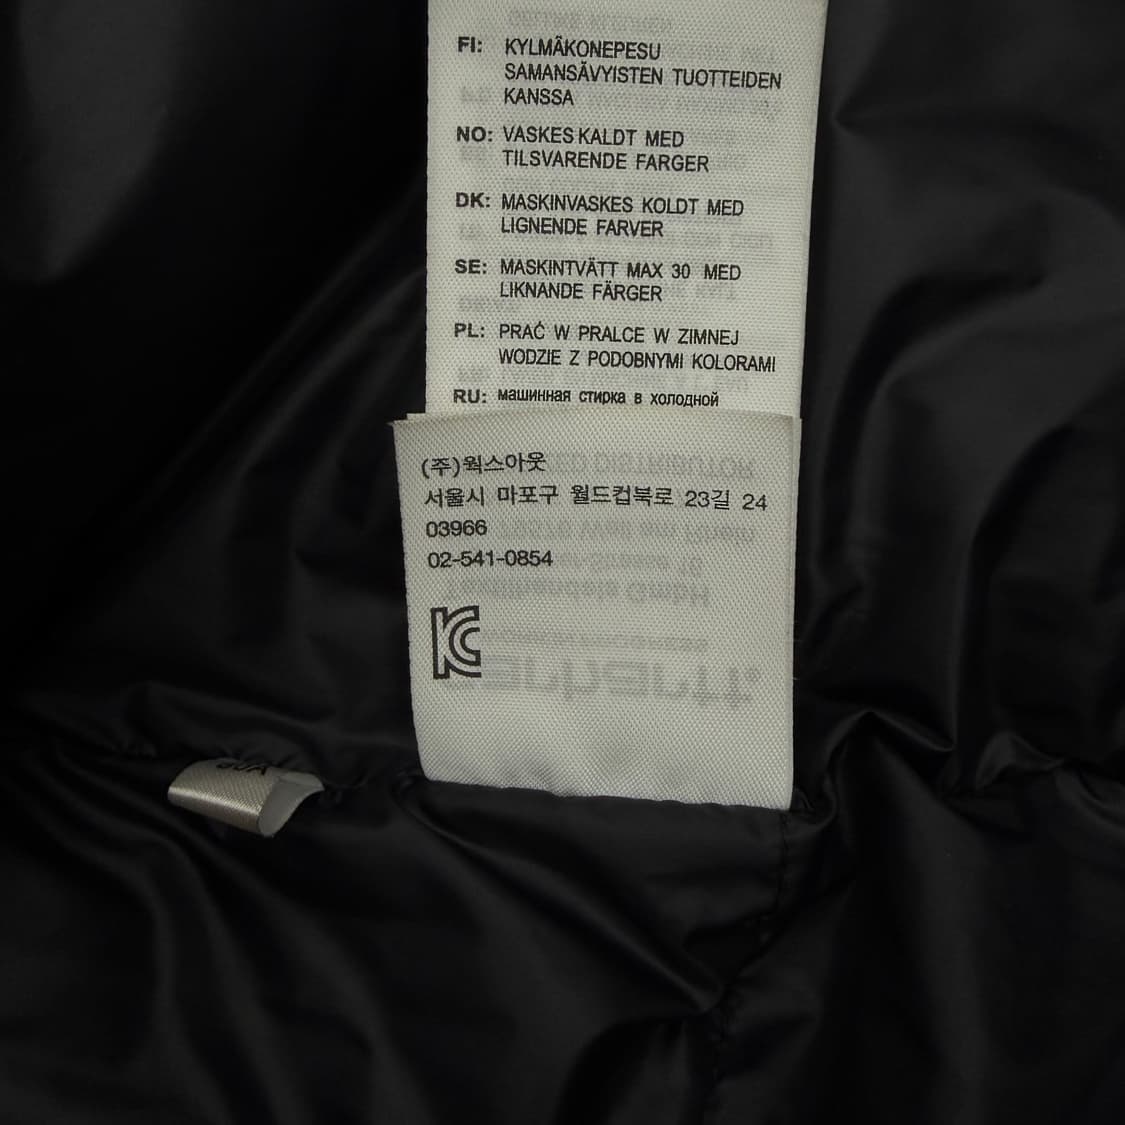 FI: KYLMÄKONEPESU
SAMANSÄVYISTEN TUOTTEIDEN
KANSSA
NO: VASKES KALDT MED
TILSVARENDE FARGER
DK: MASKINVASKES KOLDT MED
LIGNENDE FARVER
SE: MASKINTVÄTT MAX 30 MED
LIKNANDE FÄRGER
PL: PRAĆ W PRALCE W ZIMNEJ
WODZIE Z PODOBNYMI KOLORAMI
RU: машинная стирка в холодной
(주)웍스아웃
서울시 마포구 월드컵북로 23길 24
03966
02-541-0854